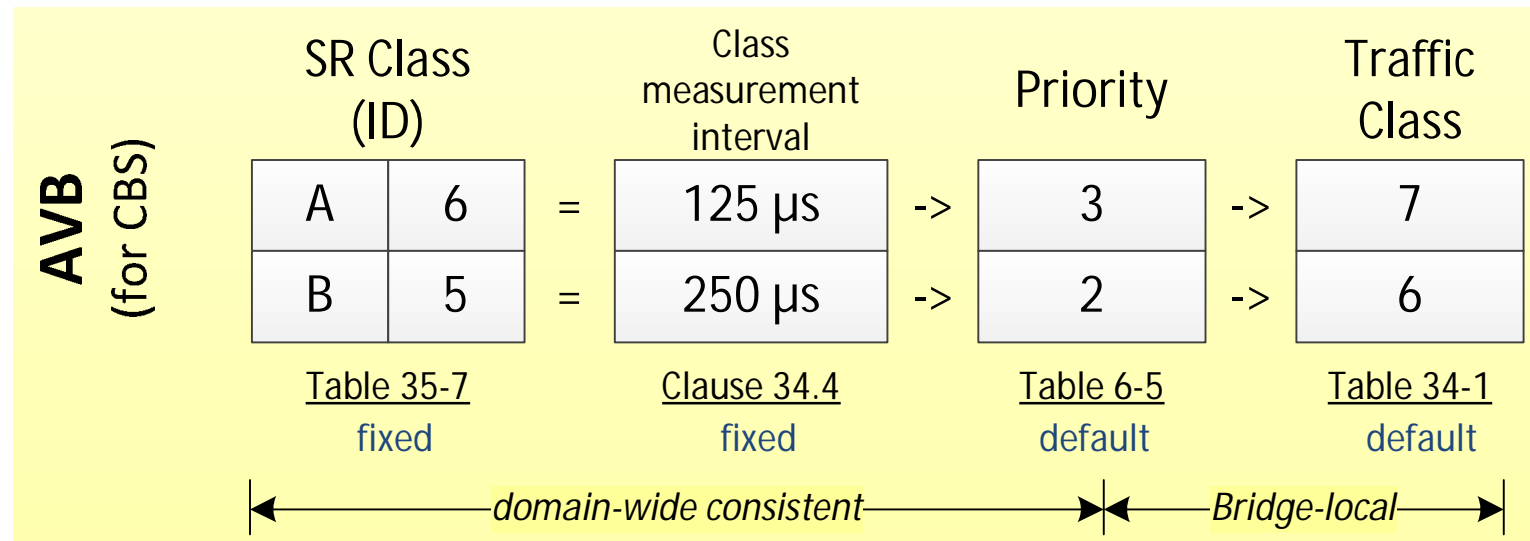 AVB
(for CBS)
SR Class
(ID)
Class
measurement
interval
Priority
Traffic
Class
A 6 = 125 µs -> 3 -> 7
B 5 = 250 µs -> 2 -> 6
Table 35-7 Clause 34.4 Table 6-5 Table 34-1
fixed fixed default default
domain-wide consistent Bridge-local